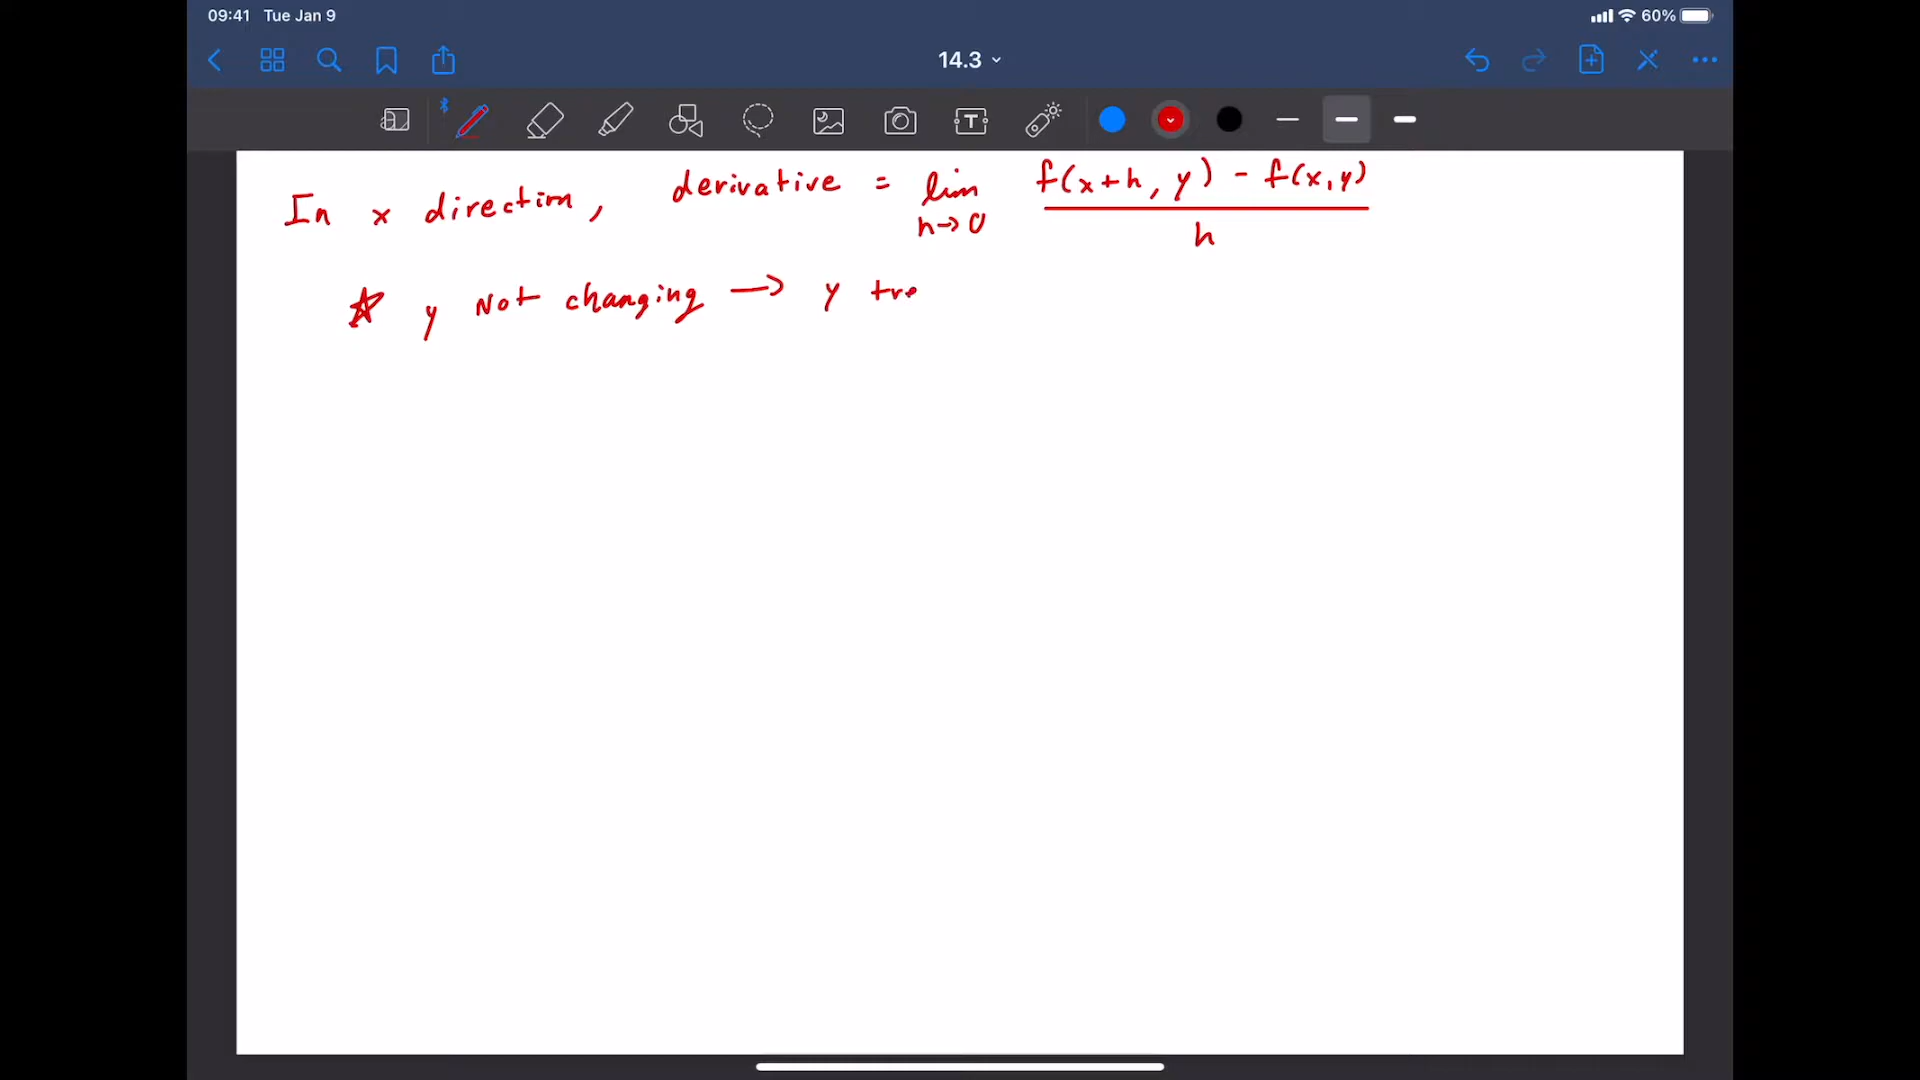 09:41 Tue Jan 9 60%
14.3
T
In x direction, derivative = lim f(x+h, y) - f(x,y)
h→0 h
☆ y Not changing → y tre